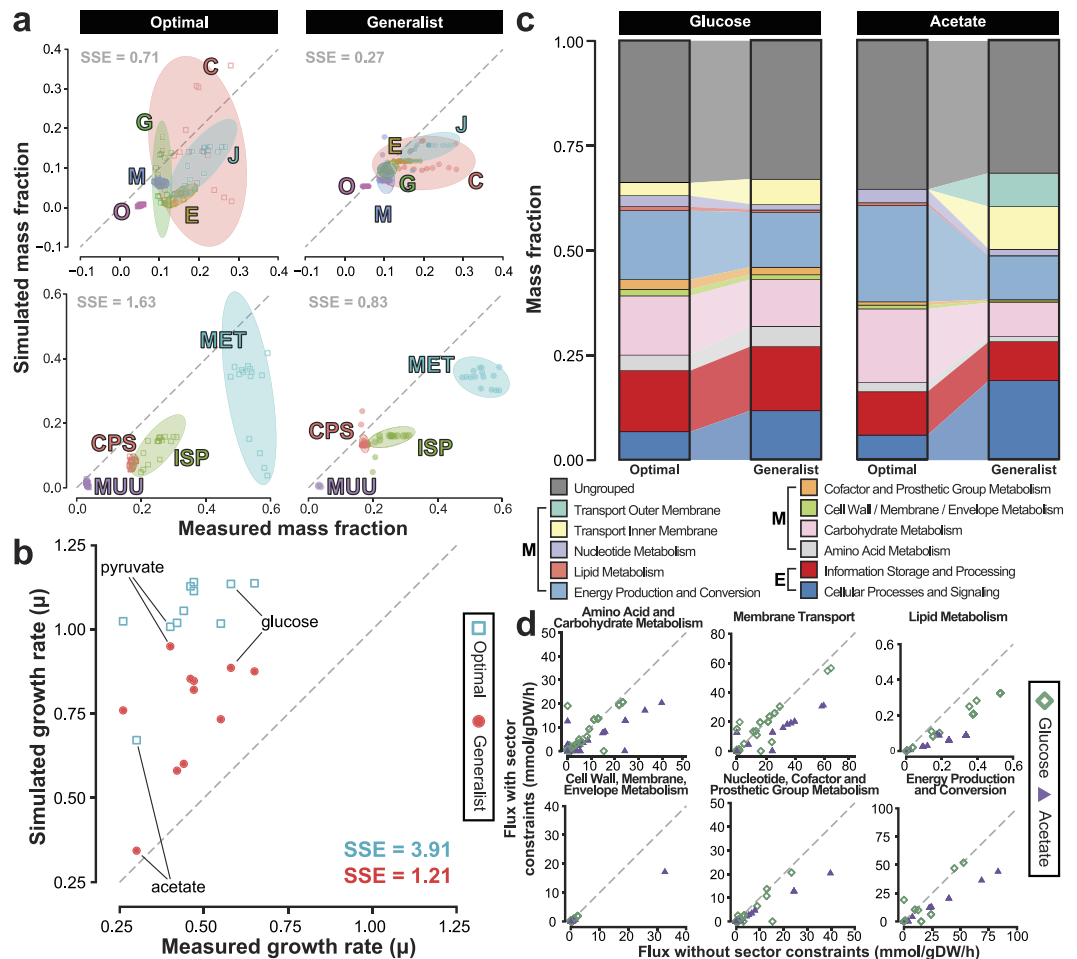 a
Optimal
Generalist
SSE = 0.71
SSE = 0.27
C
G
J
M
O
E
J
E
O
G
C
M
0.4
0.3
0.2
0.1
0.0
−0.1
−0.1 0.0 0.1 0.2 0.3 0.4
−0.1 0.0 0.1 0.2 0.3 0.4
SSE = 1.63
SSE = 0.83
MET
CPS
ISP
MUU
MET
CPS
ISP
MUU
0.6
0.4
0.2
0.0
0.0 0.2 0.4 0.6
0.0 0.2 0.4 0.6
Simulated mass fraction
Measured mass fraction
b
1.25
1.00
0.75
0.50
0.25
pyruvate
glucose
acetate
SSE = 3.91
SSE = 1.21
0.25 0.50 0.75 1.00 1.25
Simulated growth rate (μ)
Measured growth rate (μ)
Optimal
Generalist
c
Glucose
Acetate
1.00
0.75
0.50
0.25
0.00
Mass fraction
Optimal
Generalist
Optimal
Generalist
Ungrouped
M
Transport Outer Membrane
Transport Inner Membrane
Nucleotide Metabolism
Lipid Metabolism
Energy Production and Conversion
M
Cofactor and Prosthetic Group Metabolism
Cell Wall / Membrane / Envelope Metabolism
Carbohydrate Metabolism
Amino Acid Metabolism
E
Information Storage and Processing
Cellular Processes and Signaling
d
Amino Acid and
Carbohydrate Metabolism
50
40
30
20
10
0
0 10 20 30 40 50
Membrane Transport
80
60
40
20
0
0 20 40 60 80
Lipid Metabolism
0.6
0.4
0.2
0
0 0.2 0.4 0.6
Cell Wall, Membrane,
Envelope Metabolism
40
30
20
10
0
0 10 20 30 40
Nucleotide, Cofactor and
Prosthetic Group Metabolism
50
40
30
20
10
0
0 10 20 30 40 50
Energy Production
and Conversion
100
75
50
25
0
0 25 50 75 100
Flux with sector
constraints (mmol/gDW/h)
Flux without sector constraints (mmol/gDW/h)
Glucose
Acetate